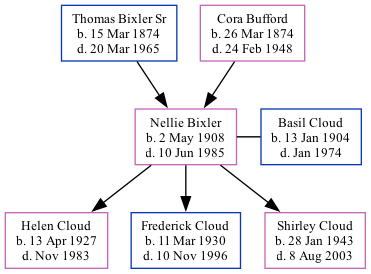 Thomas Bixler Sr
b. 15 Mar 1874
d. 20 Mar 1965
Cora Bufford
b. 26 Mar 1874
d. 24 Feb 1948
Nellie Bixler
b. 2 May 1908
d. 10 Jun 1985
Basil Cloud
b. 13 Jan 1904
d. Jan 1974
Helen Cloud
b. 13 Apr 1927
d. Nov 1983
Frederick Cloud
b. 11 Mar 1930
d. 10 Nov 1996
Shirley Cloud
b. 28 Jan 1943
d. 8 Aug 2003